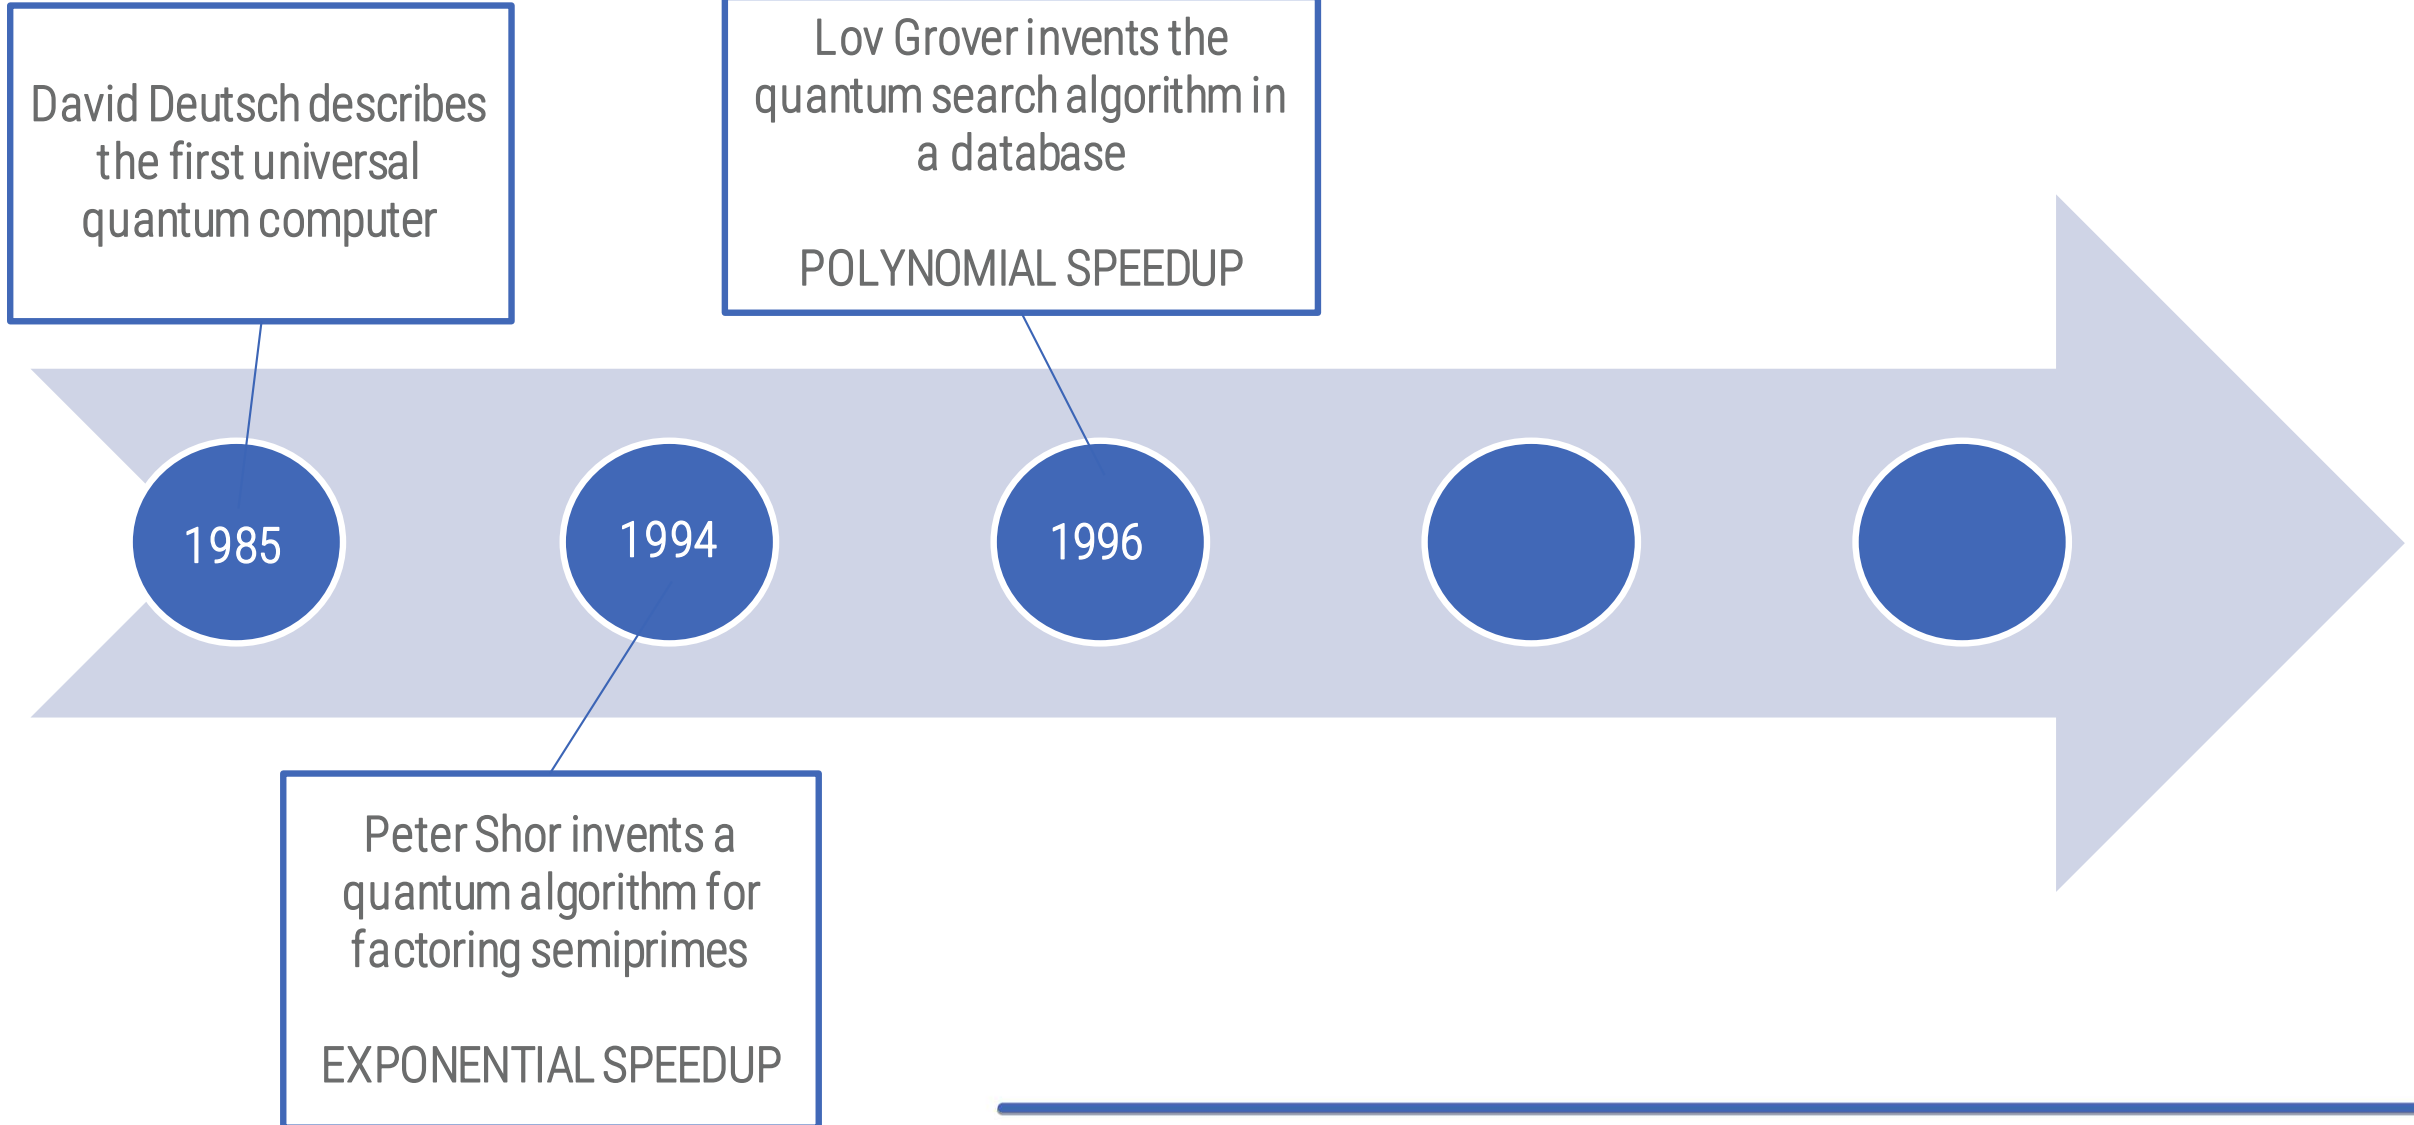 David Deutsch describes
the first universal
quantum computer
Lov Grover invents the
quantum search algorithm in
a database
POLYNOMIAL SPEEDUP
1985
1994
1996
Peter Shor invents a
quantum algorithm for
factoring semiprimes
EXPONENTIAL SPEEDUP